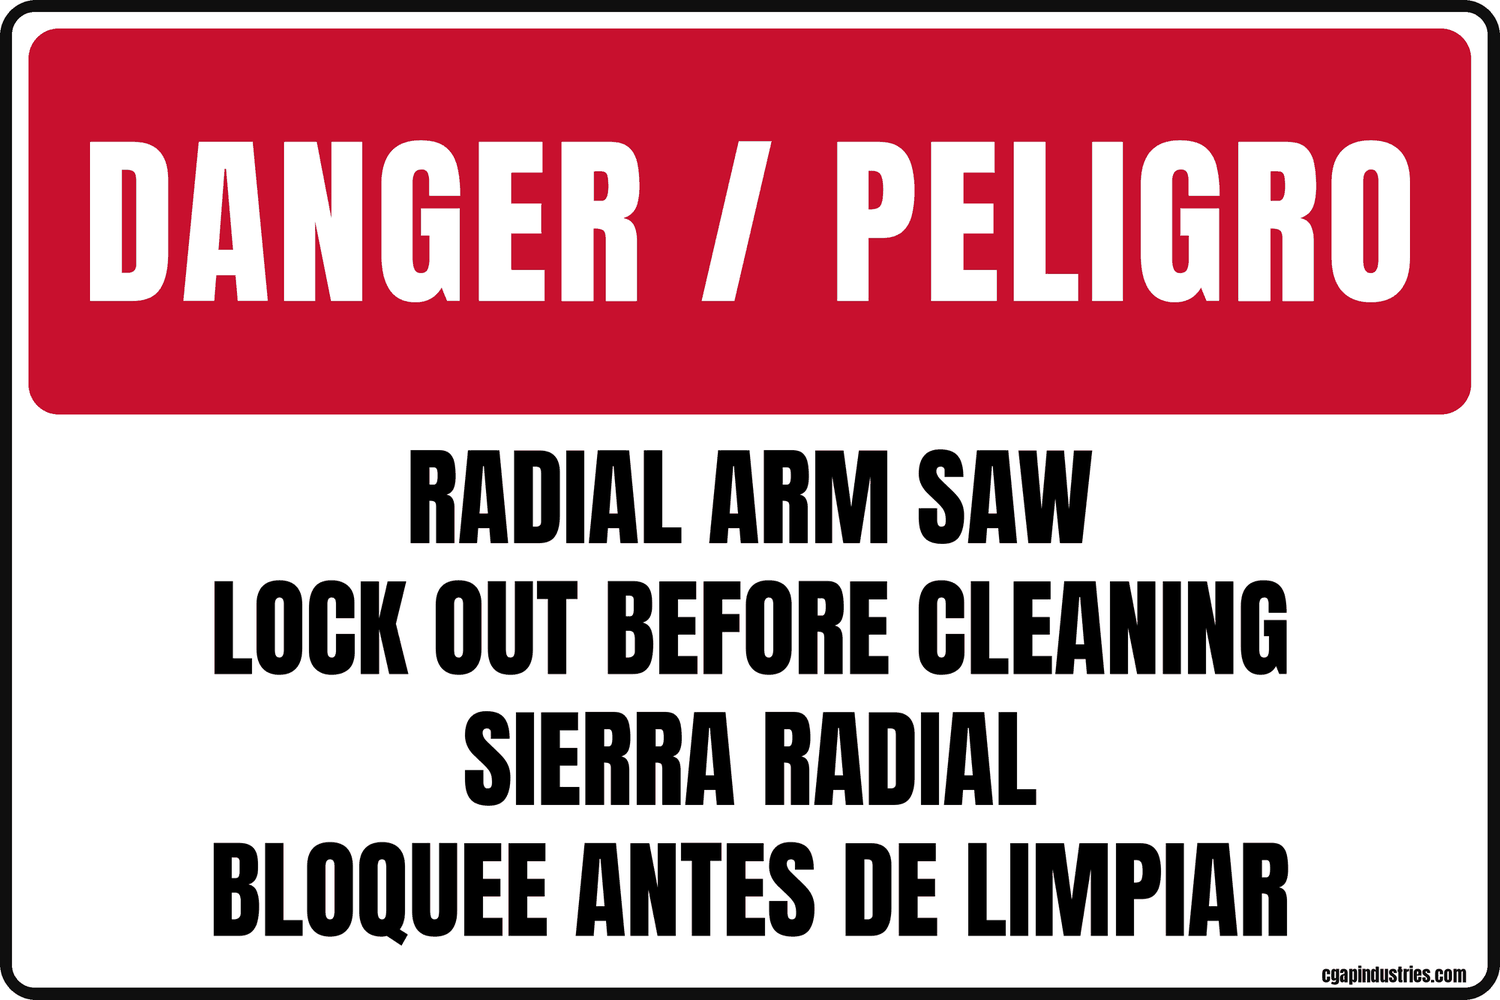 DANGER / PELIGRO
RADIAL ARM SAW
LOCK OUT BEFORE CLEANING
SIERRA RADIAL
BLOQUEE ANTES DE LIMPIAR
cgapindustries.com